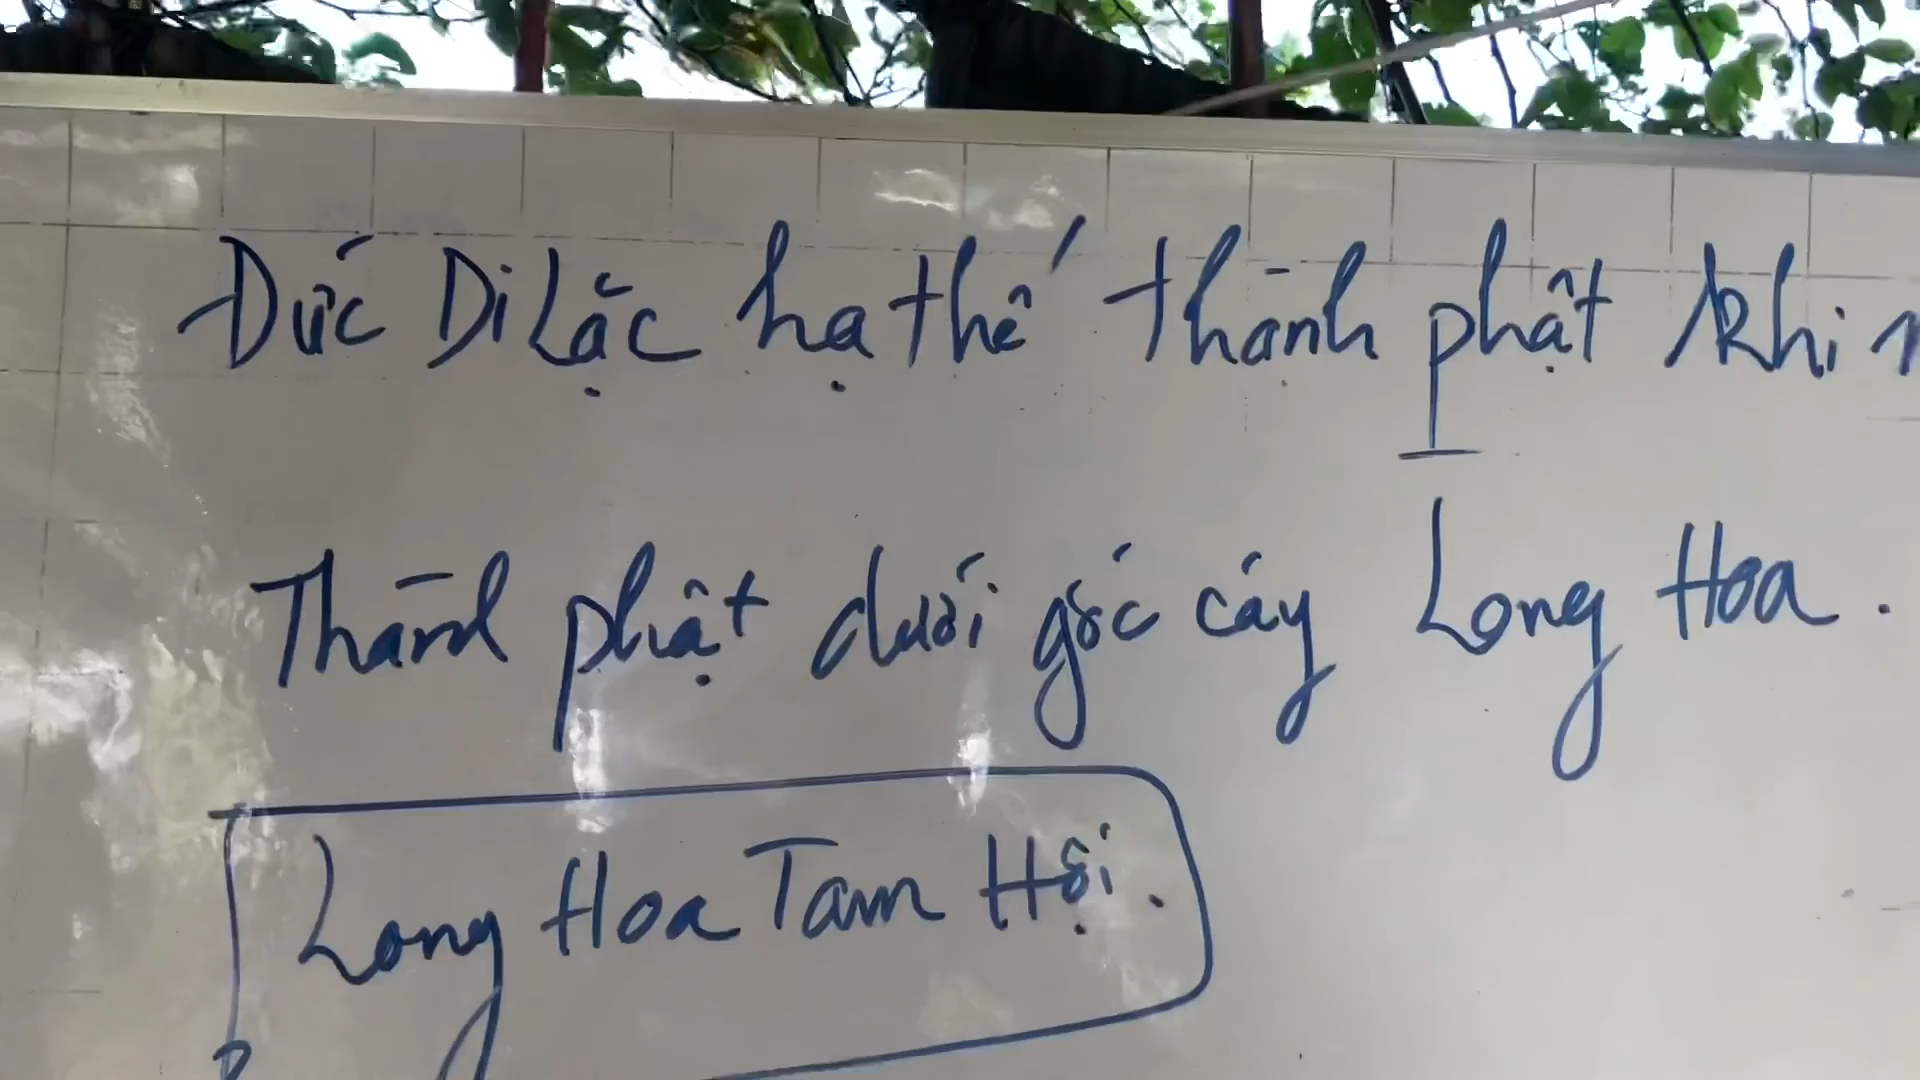 Đức Di Lặc hạ thế thành phật khi
Thành phật dưới gốc cây Long Hoa.
Long Hoa Tam Hội.